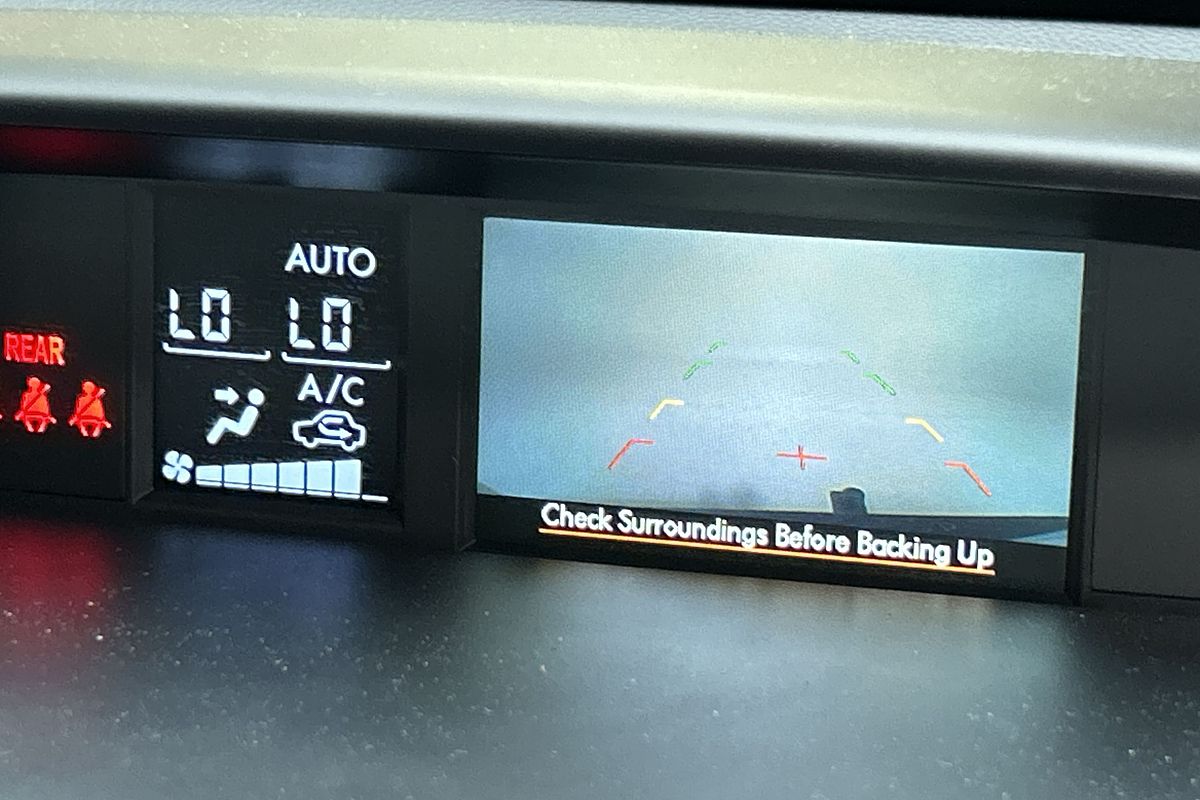 AUTO
LO LO
REAR
A/C
Check Surroundings Before Backing Up